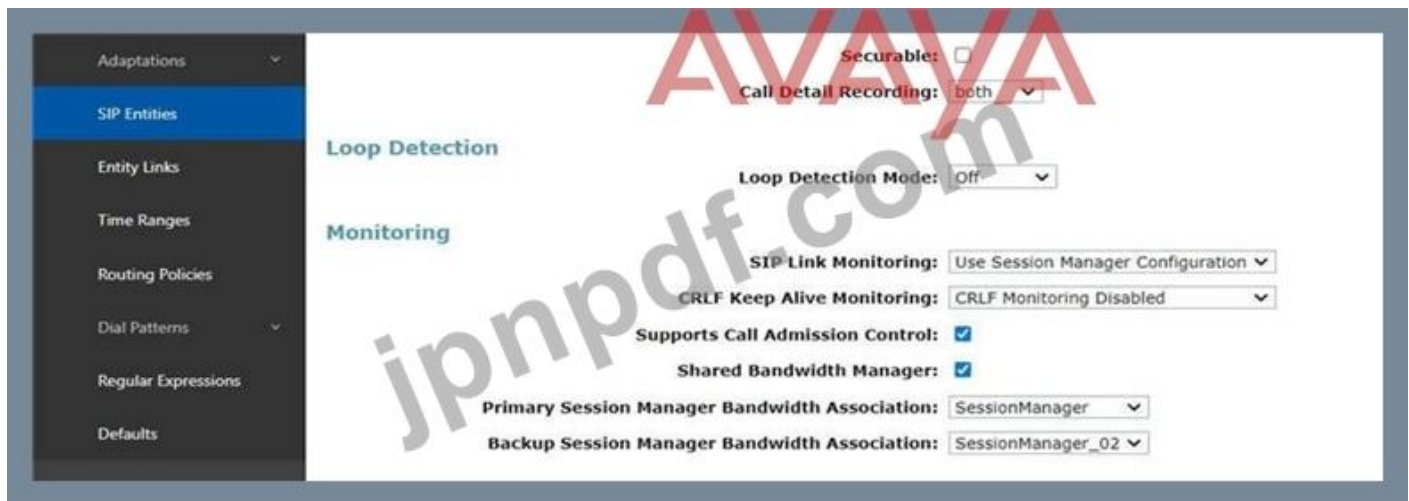 AVAYA
Adaptations
SIP Entities
Entity Links
Time Ranges
Routing Policies
Dial Patterns
Regular Expressions
Defaults
Securable:
Call Detail Recording: both
Loop Detection
Loop Detection Mode: Off
Monitoring
SIP Link Monitoring: Use Session Manager Configuration
CRLF Keep Alive Monitoring: CRLF Monitoring Disabled
Supports Call Admission Control:
Shared Bandwidth Manager:
Primary Session Manager Bandwidth Association: SessionManager
Backup Session Manager Bandwidth Association: SessionManager_02
jpnpdf.com